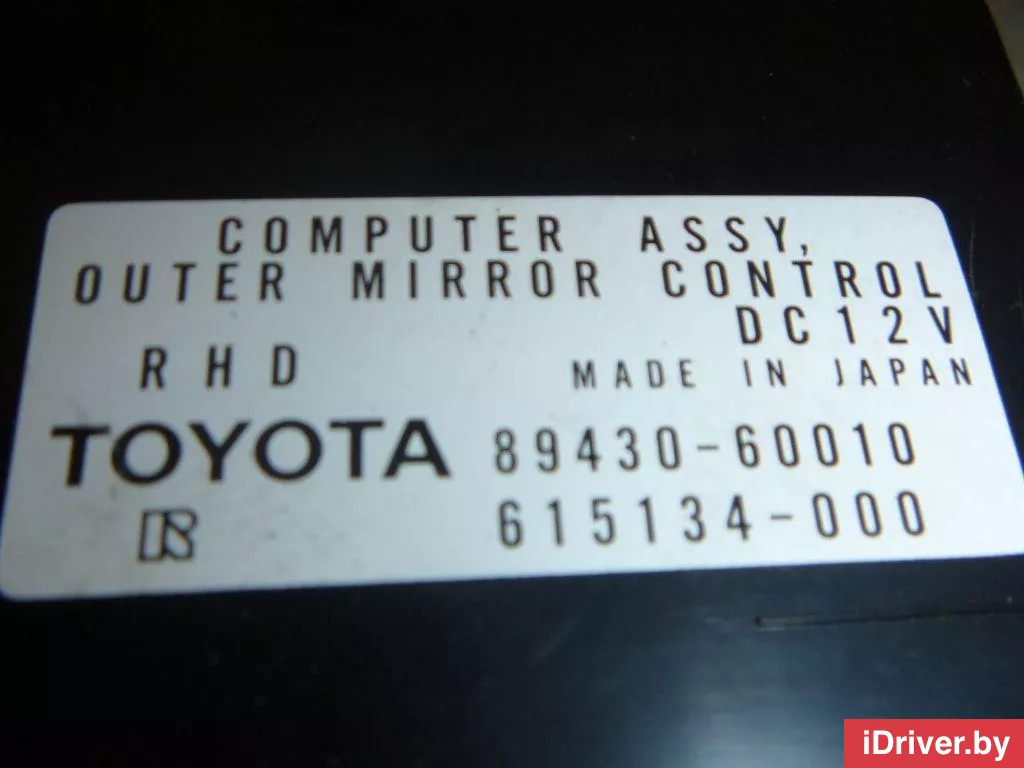 COMPUTER ASSY,
OUTER MIRROR CONTROL
DC12V
RHD MADE IN JAPAN
TOYOTA 89430-60010
615134-000
iDriver.by